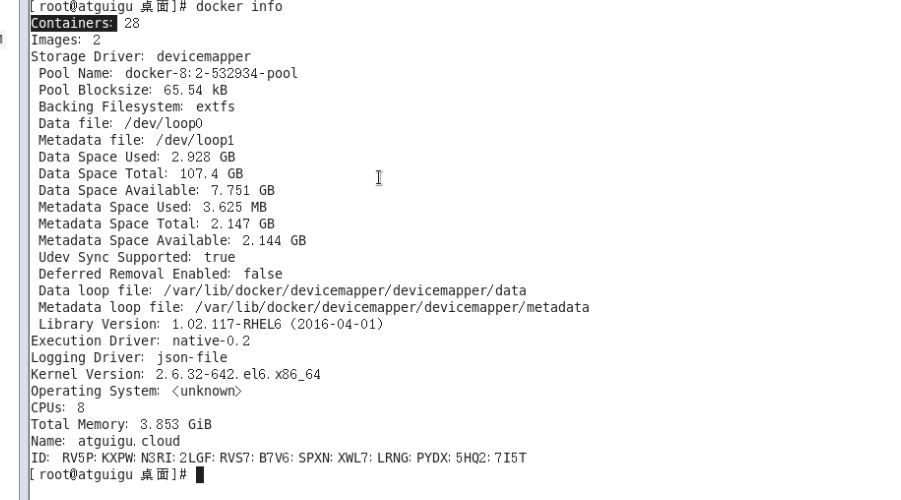 [root@atguigu 桌面]# docker info
Containers: 28
Images: 2
Storage Driver: devicemapper
Pool Name: docker-8:2-532934-pool
Pool Blocksize: 65.54 kB
Backing Filesystem: extfs
Data file: /dev/loop0
Metadata file: /dev/loop1
Data Space Used: 2.928 GB
Data Space Total: 107.4 GB
Data Space Available: 7.751 GB
Metadata Space Used: 3.625 MB
Metadata Space Total: 2.147 GB
Metadata Space Available: 2.144 GB
Udev Sync Supported: true
Deferred Removal Enabled: false
Data loop file: /var/lib/docker/devicemapper/devicemapper/data
Metadata loop file: /var/lib/docker/devicemapper/devicemapper/metadata
Library Version: 1.02.117-RHEL6 (2016-04-01)
Execution Driver: native-0.2
Logging Driver: json-file
Kernel Version: 2.6.32-642.el6.x86_64
Operating System: <unknown>
CPUs: 8
Total Memory: 3.853 GiB
Name: atguigu.cloud
ID: RV5P:KXPW:N3RI:2LGF:RVS7:B7V6:SPXN:XWL7:LRNG:PYDX:5HQ2:7I5T
[root@atguigu 桌面]#